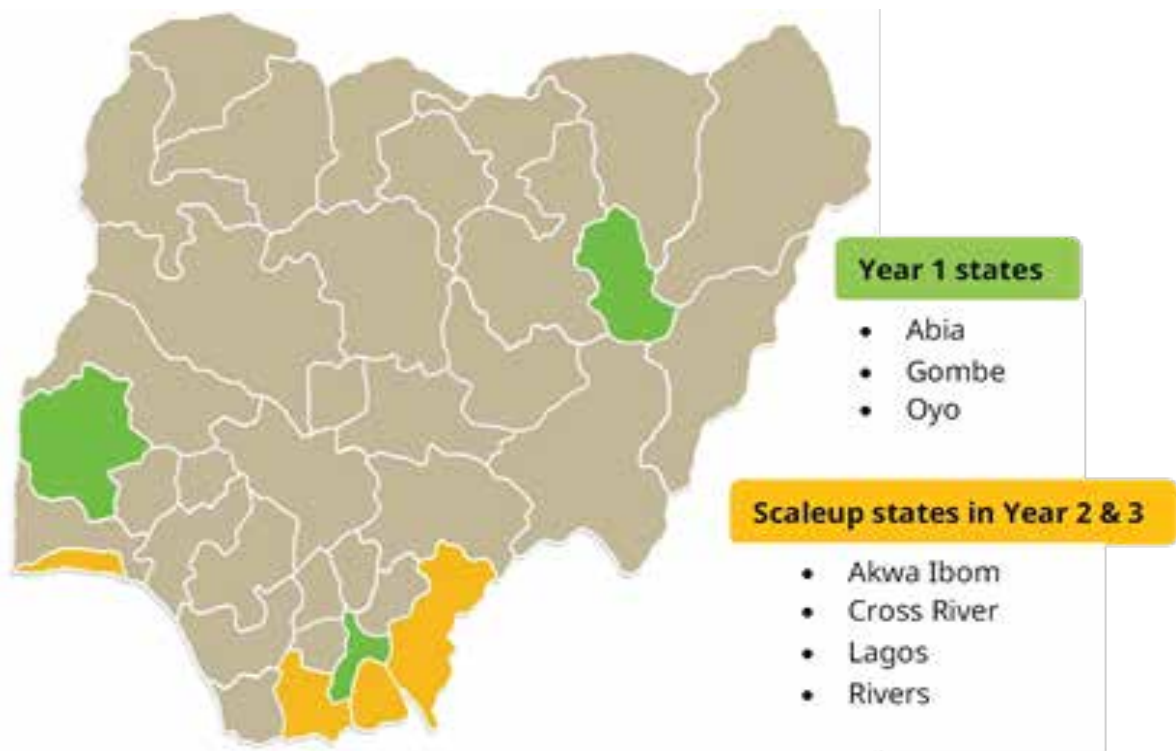 Year 1 states
• Abia
• Gombe
• Oyo
Scaleup states in Year 2 & 3
• Akwa Ibom
• Cross River
• Lagos
• Rivers